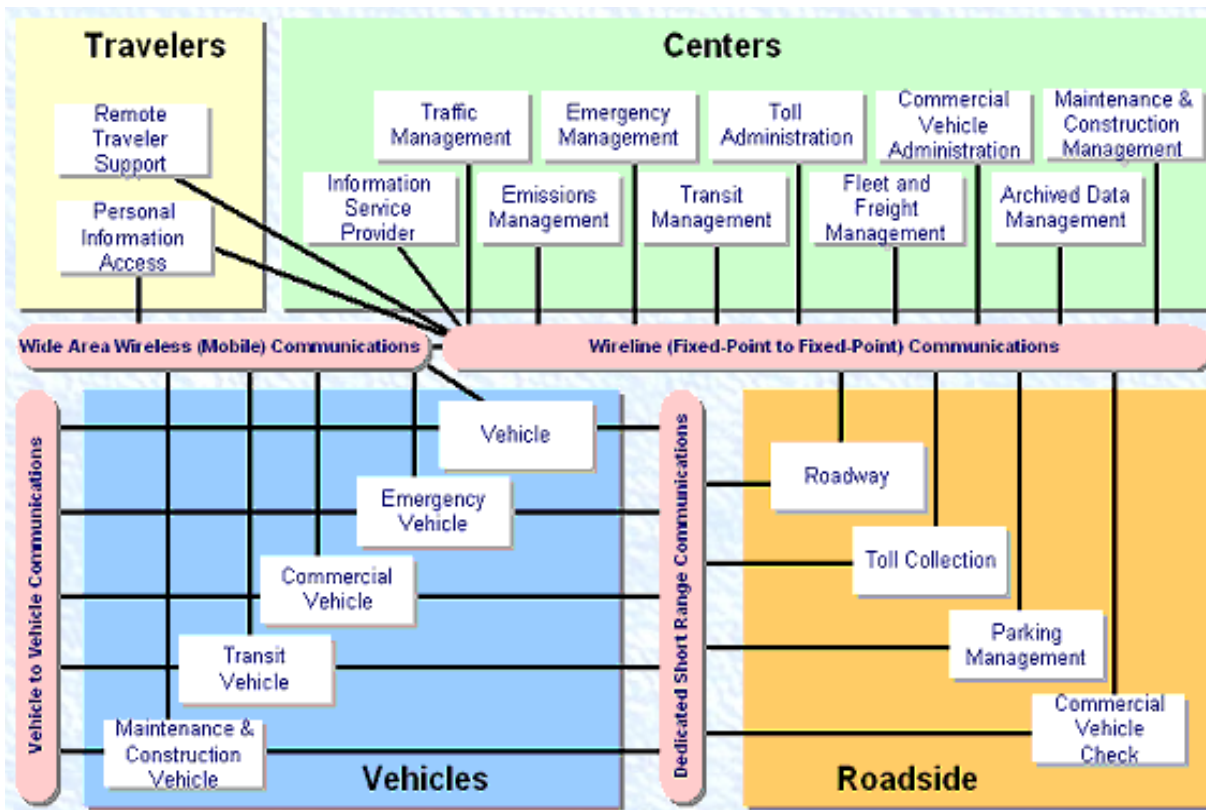 Travelers
Remote
Traveler
Support
Personal
Information
Access
Centers
Traffic
Management
Emergency
Management
Toll
Administration
Commercial
Vehicle
Administration
Maintenance &
Construction
Management
Information
Service
Provider
Emissions
Management
Transit
Management
Fleet and
Freight
Management
Archived Data
Management
Wide Area Wireless (Mobile) Communications
Wireline (Fixed-Point to Fixed-Point) Communications
Vehicle to Vehicle Communications
Vehicle
Emergency
Vehicle
Commercial
Vehicle
Transit
Vehicle
Maintenance &
Construction
Vehicle
Vehicles
Dedicated Short Range Communications
Roadway
Toll Collection
Parking
Management
Commercial
Vehicle
Check
Roadside